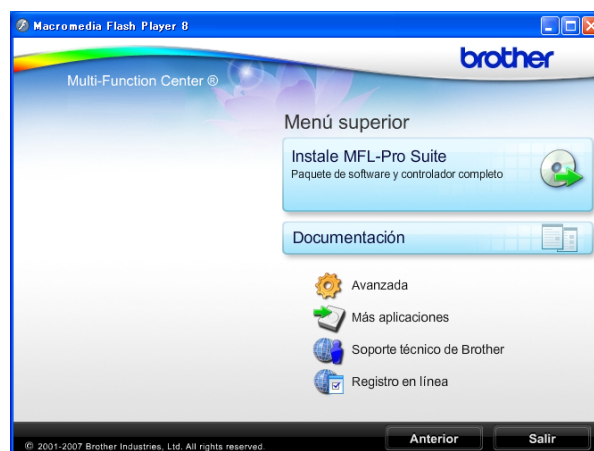 Macromedia Flash Player 8
brother
Multi-Function Center ®
Menú superior
Instale MFL-Pro Suite
Paquete de software y controlador completo
Documentación
Avanzada
Más aplicaciones
Soporte técnico de Brother
Registro en línea
Anterior
Salir
© 2001-2007 Brother Industries, Ltd. All rights reserved.